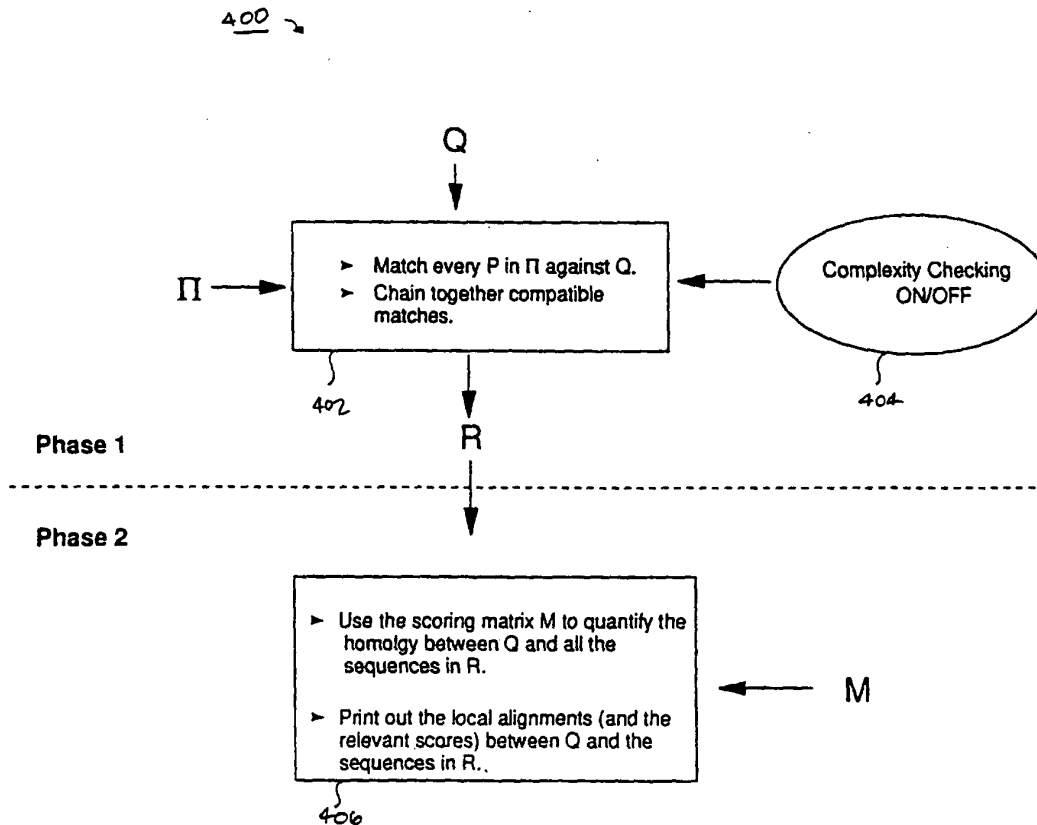 400
Q
Π
➤ Match every P in Π against Q.
➤ Chain together compatible
matches.
Complexity Checking
ON/OFF
402
404
R
Phase 1
Phase 2
➤ Use the scoring matrix M to quantify the
homolgy between Q and all the
sequences in R.
➤ Print out the local alignments (and the
relevant scores) between Q and the
sequences in R.
M
406